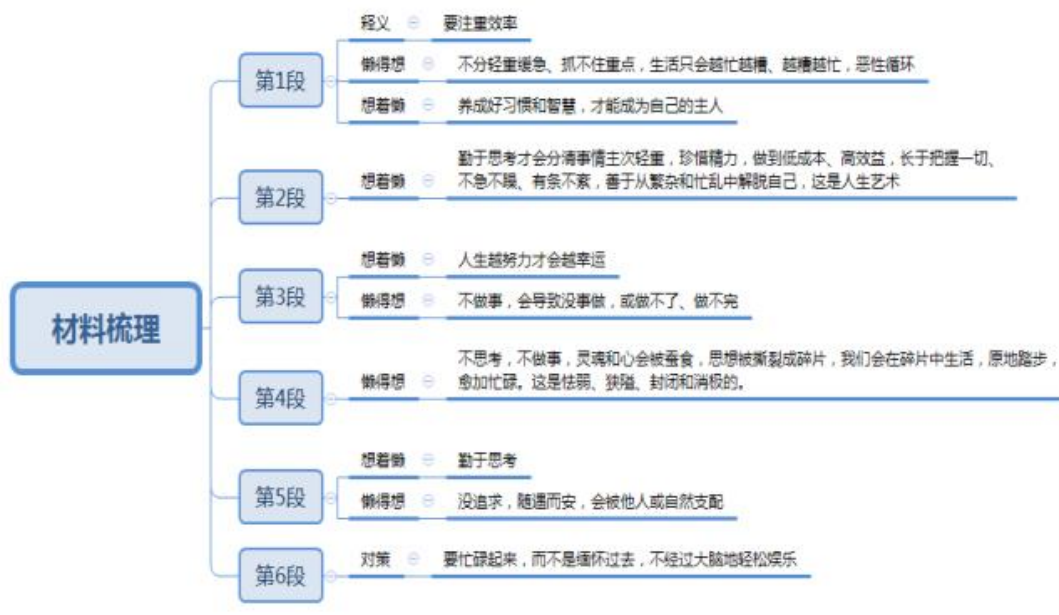 材料梳理
第1段
释义
要注重效率
懒得想
不分轻重缓急、抓不住重点，生活只会越忙越糟、越糟越忙，恶性循环
想着懒
养成好习惯和智慧，才能成为自己的主人
第2段
想着懒
勤于思考才会分清事情主次轻重，珍惜精力，做到低成本、高效益，长于把握一切、
不急不躁、有条不紊，善于从繁杂和忙乱中解脱自己，这是人生艺术
第3段
想着懒
人生越努力才会越幸运
懒得想
不做事，会导致没事做，或做不了、做不完
第4段
懒得想
不思考，不做事，灵魂和心会被蚕食，思想被撕裂成碎片，我们会在碎片中生活，原地踏步，
愈加忙碌。这是怯弱、狭隘、封闭和消极的。
第5段
想着懒
勤于思考
懒得想
没追求，随遇而安，会被他人或自然支配
第6段
对策
要忙碌起来，而不是缅怀过去，不经过大脑地轻松娱乐